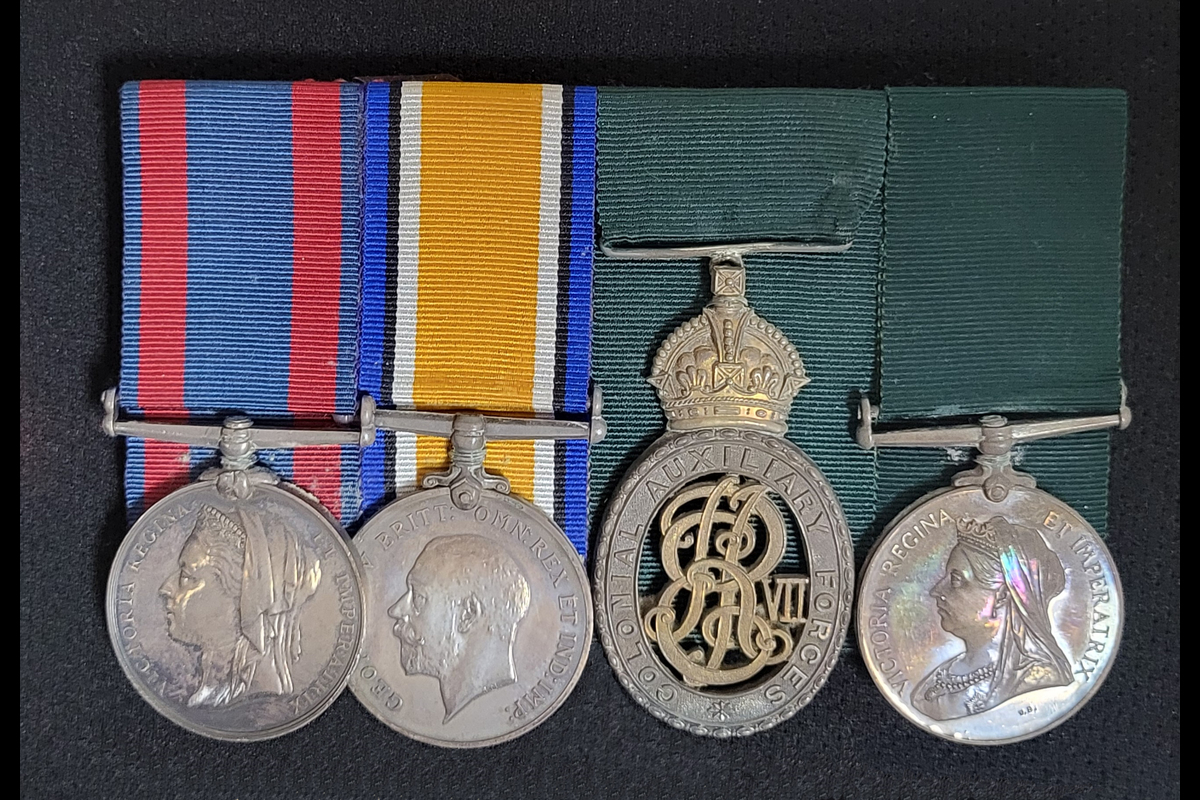 VICTORIA REGINA ET IMPERATRIX
BRITT: OMN: REX ET IND: IMP:
COLONIAL AUXILIARY FORCES
VII
VICTORIA REGINA ET IMPERATRIX